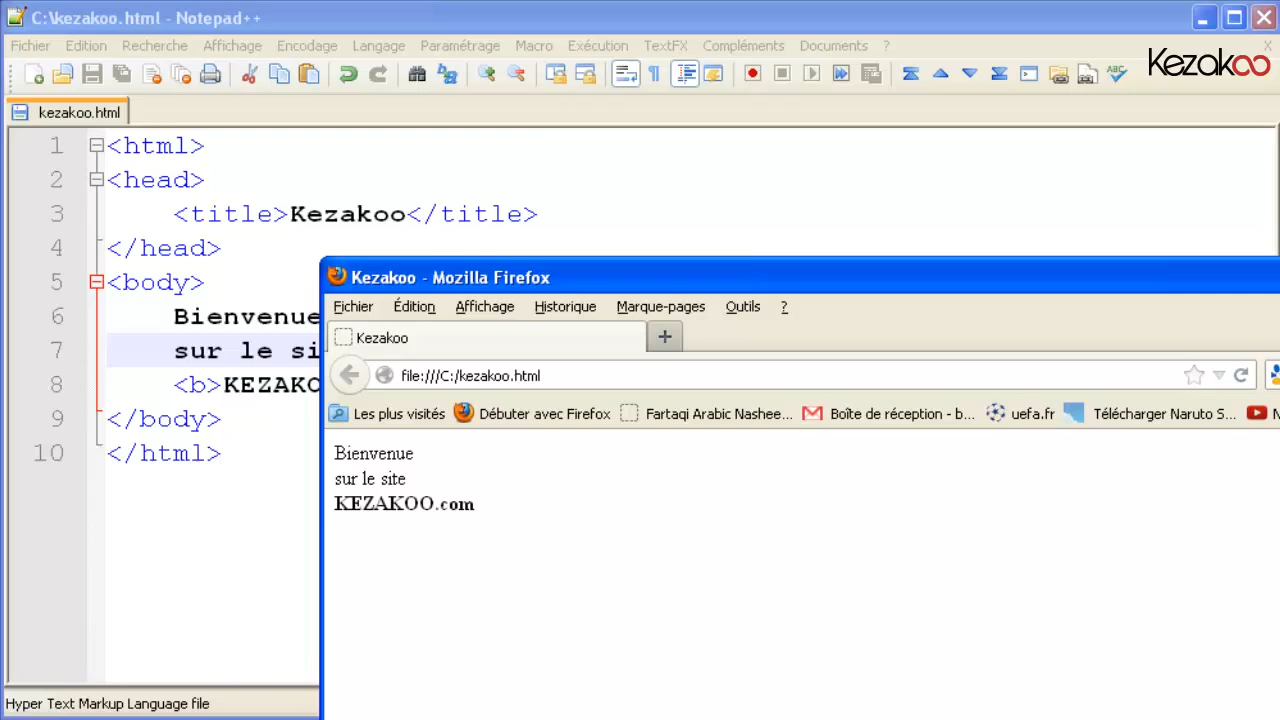 C:\kezakoo.html - Notepad++
Fichier Edition Recherche Affichage Encodage Langage Paramétrage Macro Exécution TextFX Compléments Documents ? X
Kezakoo
kezakoo.html
1 <html>
2 <head>
3 <title>Kezakoo</title>
4 </head>
5 <body>
6 Bienvenue
7 sur le si
8 <b>KEZAKO
9 </body>
10 </html>
Kezakoo - Mozilla Firefox
Fichier Édition Affichage Historique Marque-pages Outils ?
Kezakoo
file:///C:/kezakoo.html
Les plus visités Débuter avec Firefox Fartaqi Arabic Nashee... Boîte de réception - b... uefa.fr Télécharger Naruto S...
Bienvenue
sur le site
KEZAKOO.com
Hyper Text Markup Language file